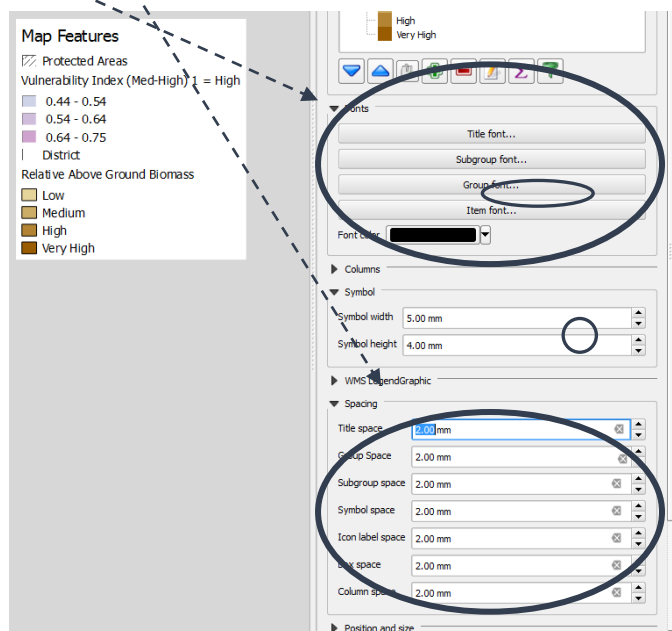 Map Features
Protected Areas
Vulnerability Index (Med-High) 1 = High
0.44 - 0.54
0.54 - 0.64
0.64 - 0.75
District
Relative Above Ground Biomass
Low
Medium
High
Very High
High
Very High
Fonts
Title font...
Subgroup font...
Group font...
Item font...
Font color
Columns
Symbol
Symbol width 5.00 mm
Symbol height 4.00 mm
WMS LegendGraphic
Spacing
Title space 2.00 mm
Group Space 2.00 mm
Subgroup space 2.00 mm
Symbol space 2.00 mm
Icon label space 2.00 mm
Box space 2.00 mm
Column space 2.00 mm
Position and size